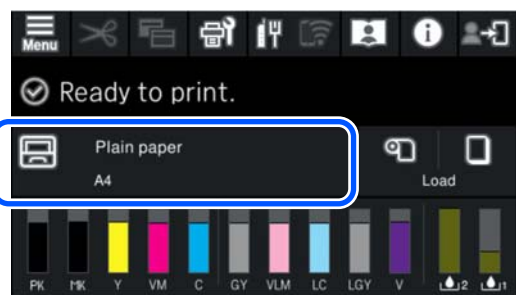 Menu
Ready to print.
Plain paper
A4
Load
PK MK Y VM C GY VLM LC LGY V 2 1